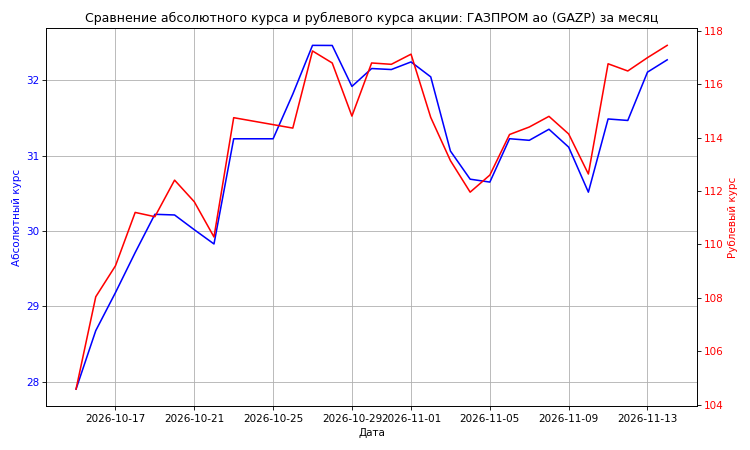 Сравнение абсолютного курса и рублевого курса акции: ГАЗПРОМ ао (GAZP) за месяц
Абсолютный курс
32
31
30
29
28
118
116
114
112
110
108
106
104
Рублевый курс
2026-10-17 2026-10-21 2026-10-25 2026-10-29 2026-11-01 2026-11-05 2026-11-09 2026-11-13
Дата